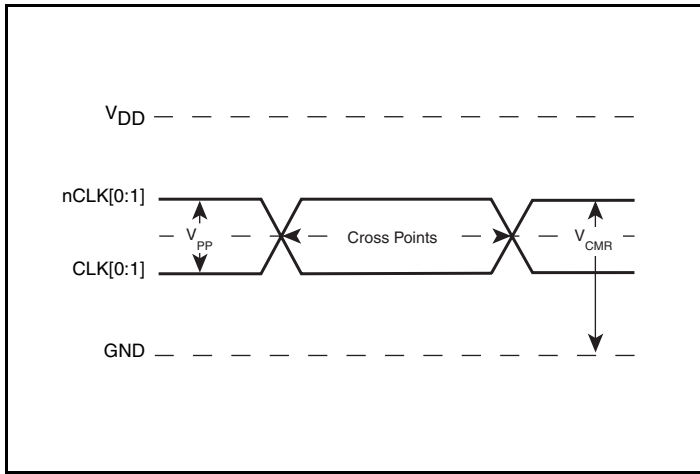 VDD
nCLK[0:1]
VPP
Cross Points
VCMR
CLK[0:1]
GND